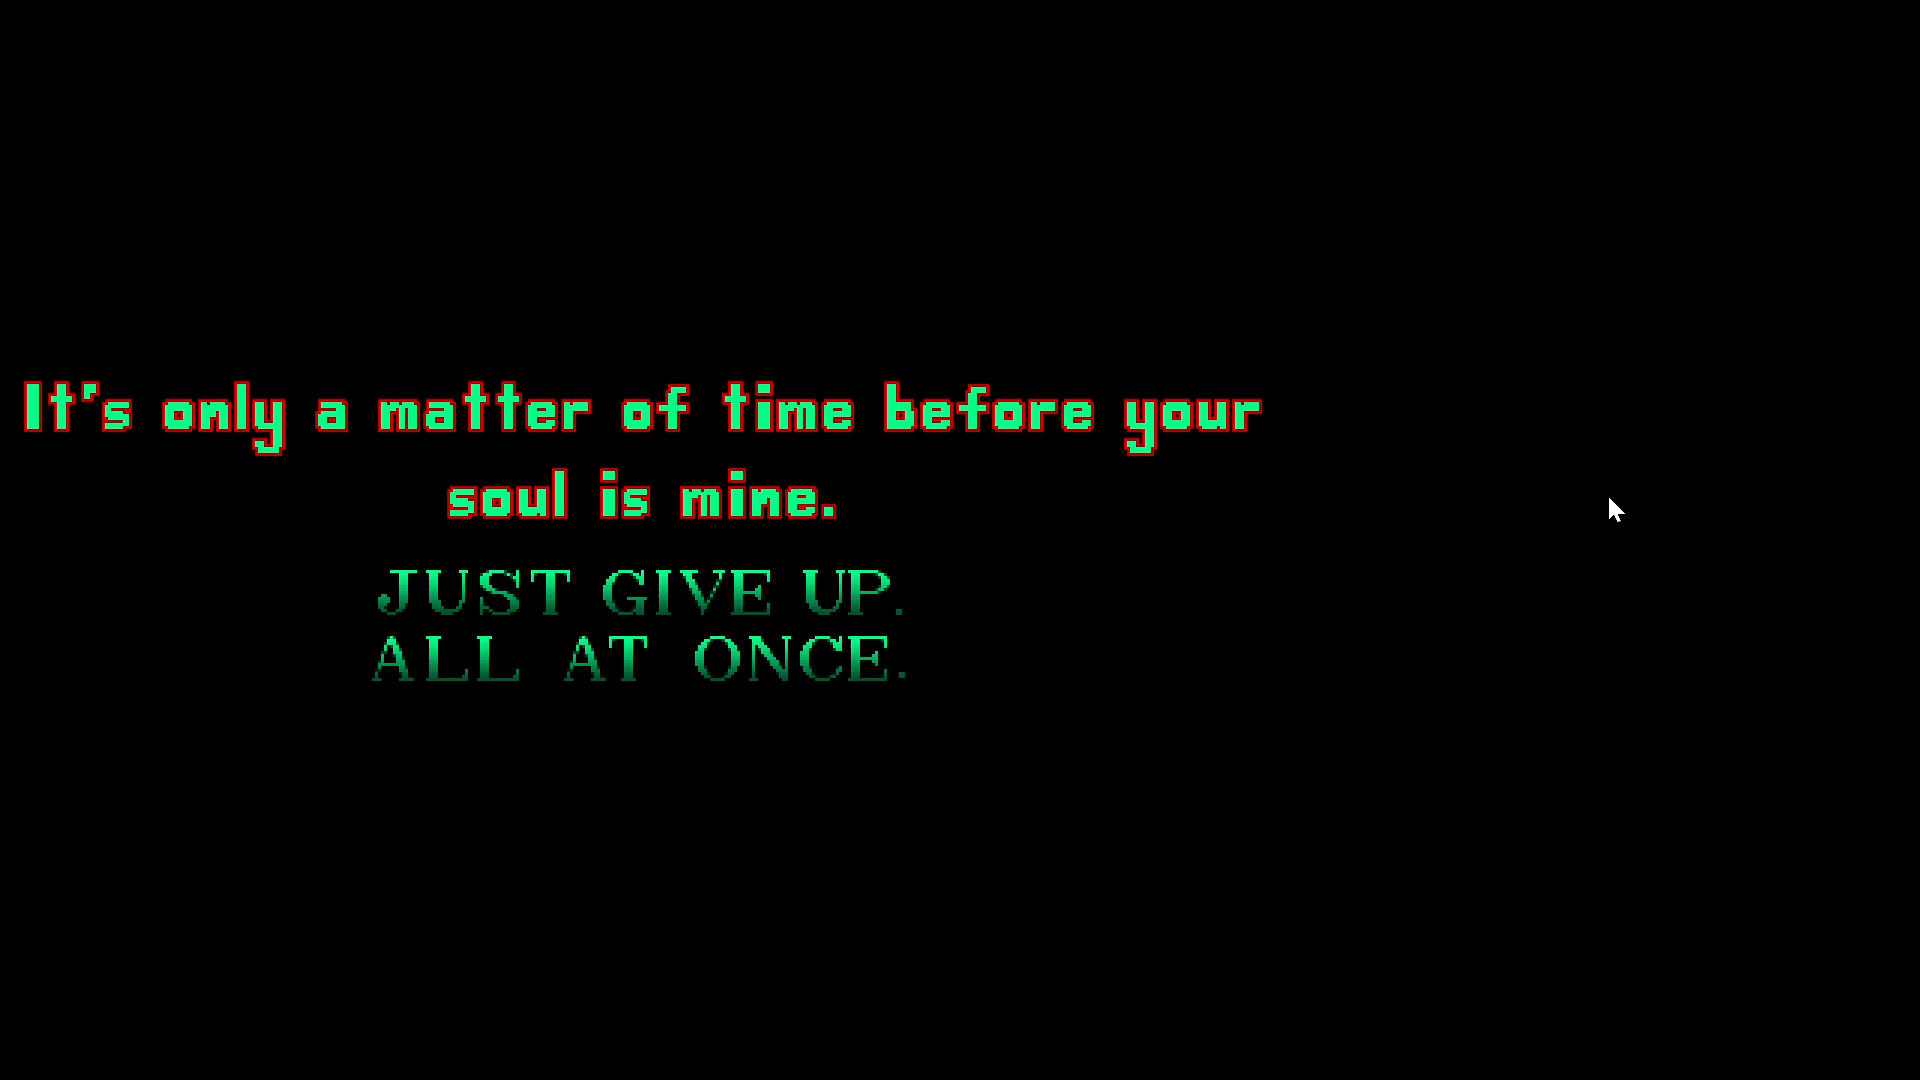 It's only a matter of time before your
soul is mine.
JUST GIVE UP.
ALL AT ONCE.